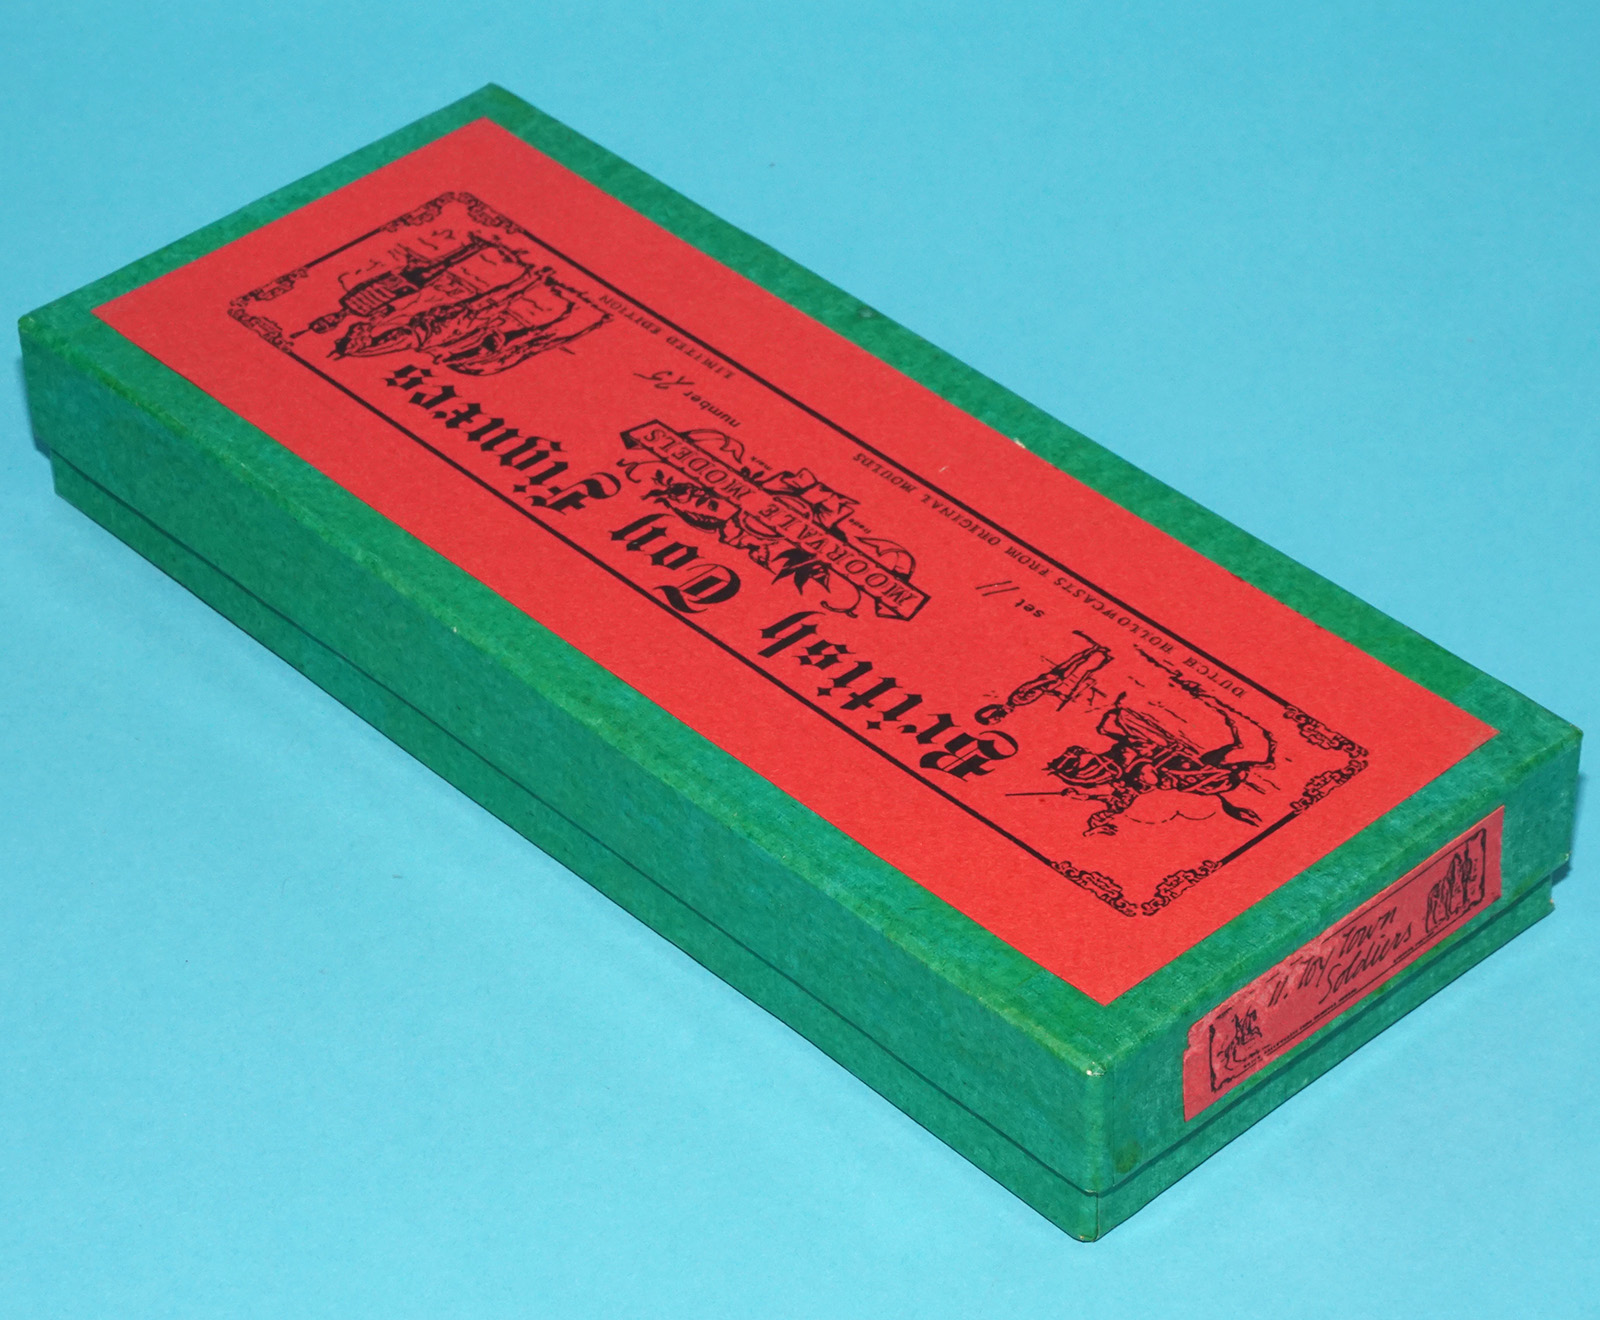 British Toy Figures
MOORVALE MODELS
set 11
number 25
DUTCH HOLLOWCASTS FROM ORIGINAL MOULDS LIMITED EDITION
11. Toy Town
Soldiers